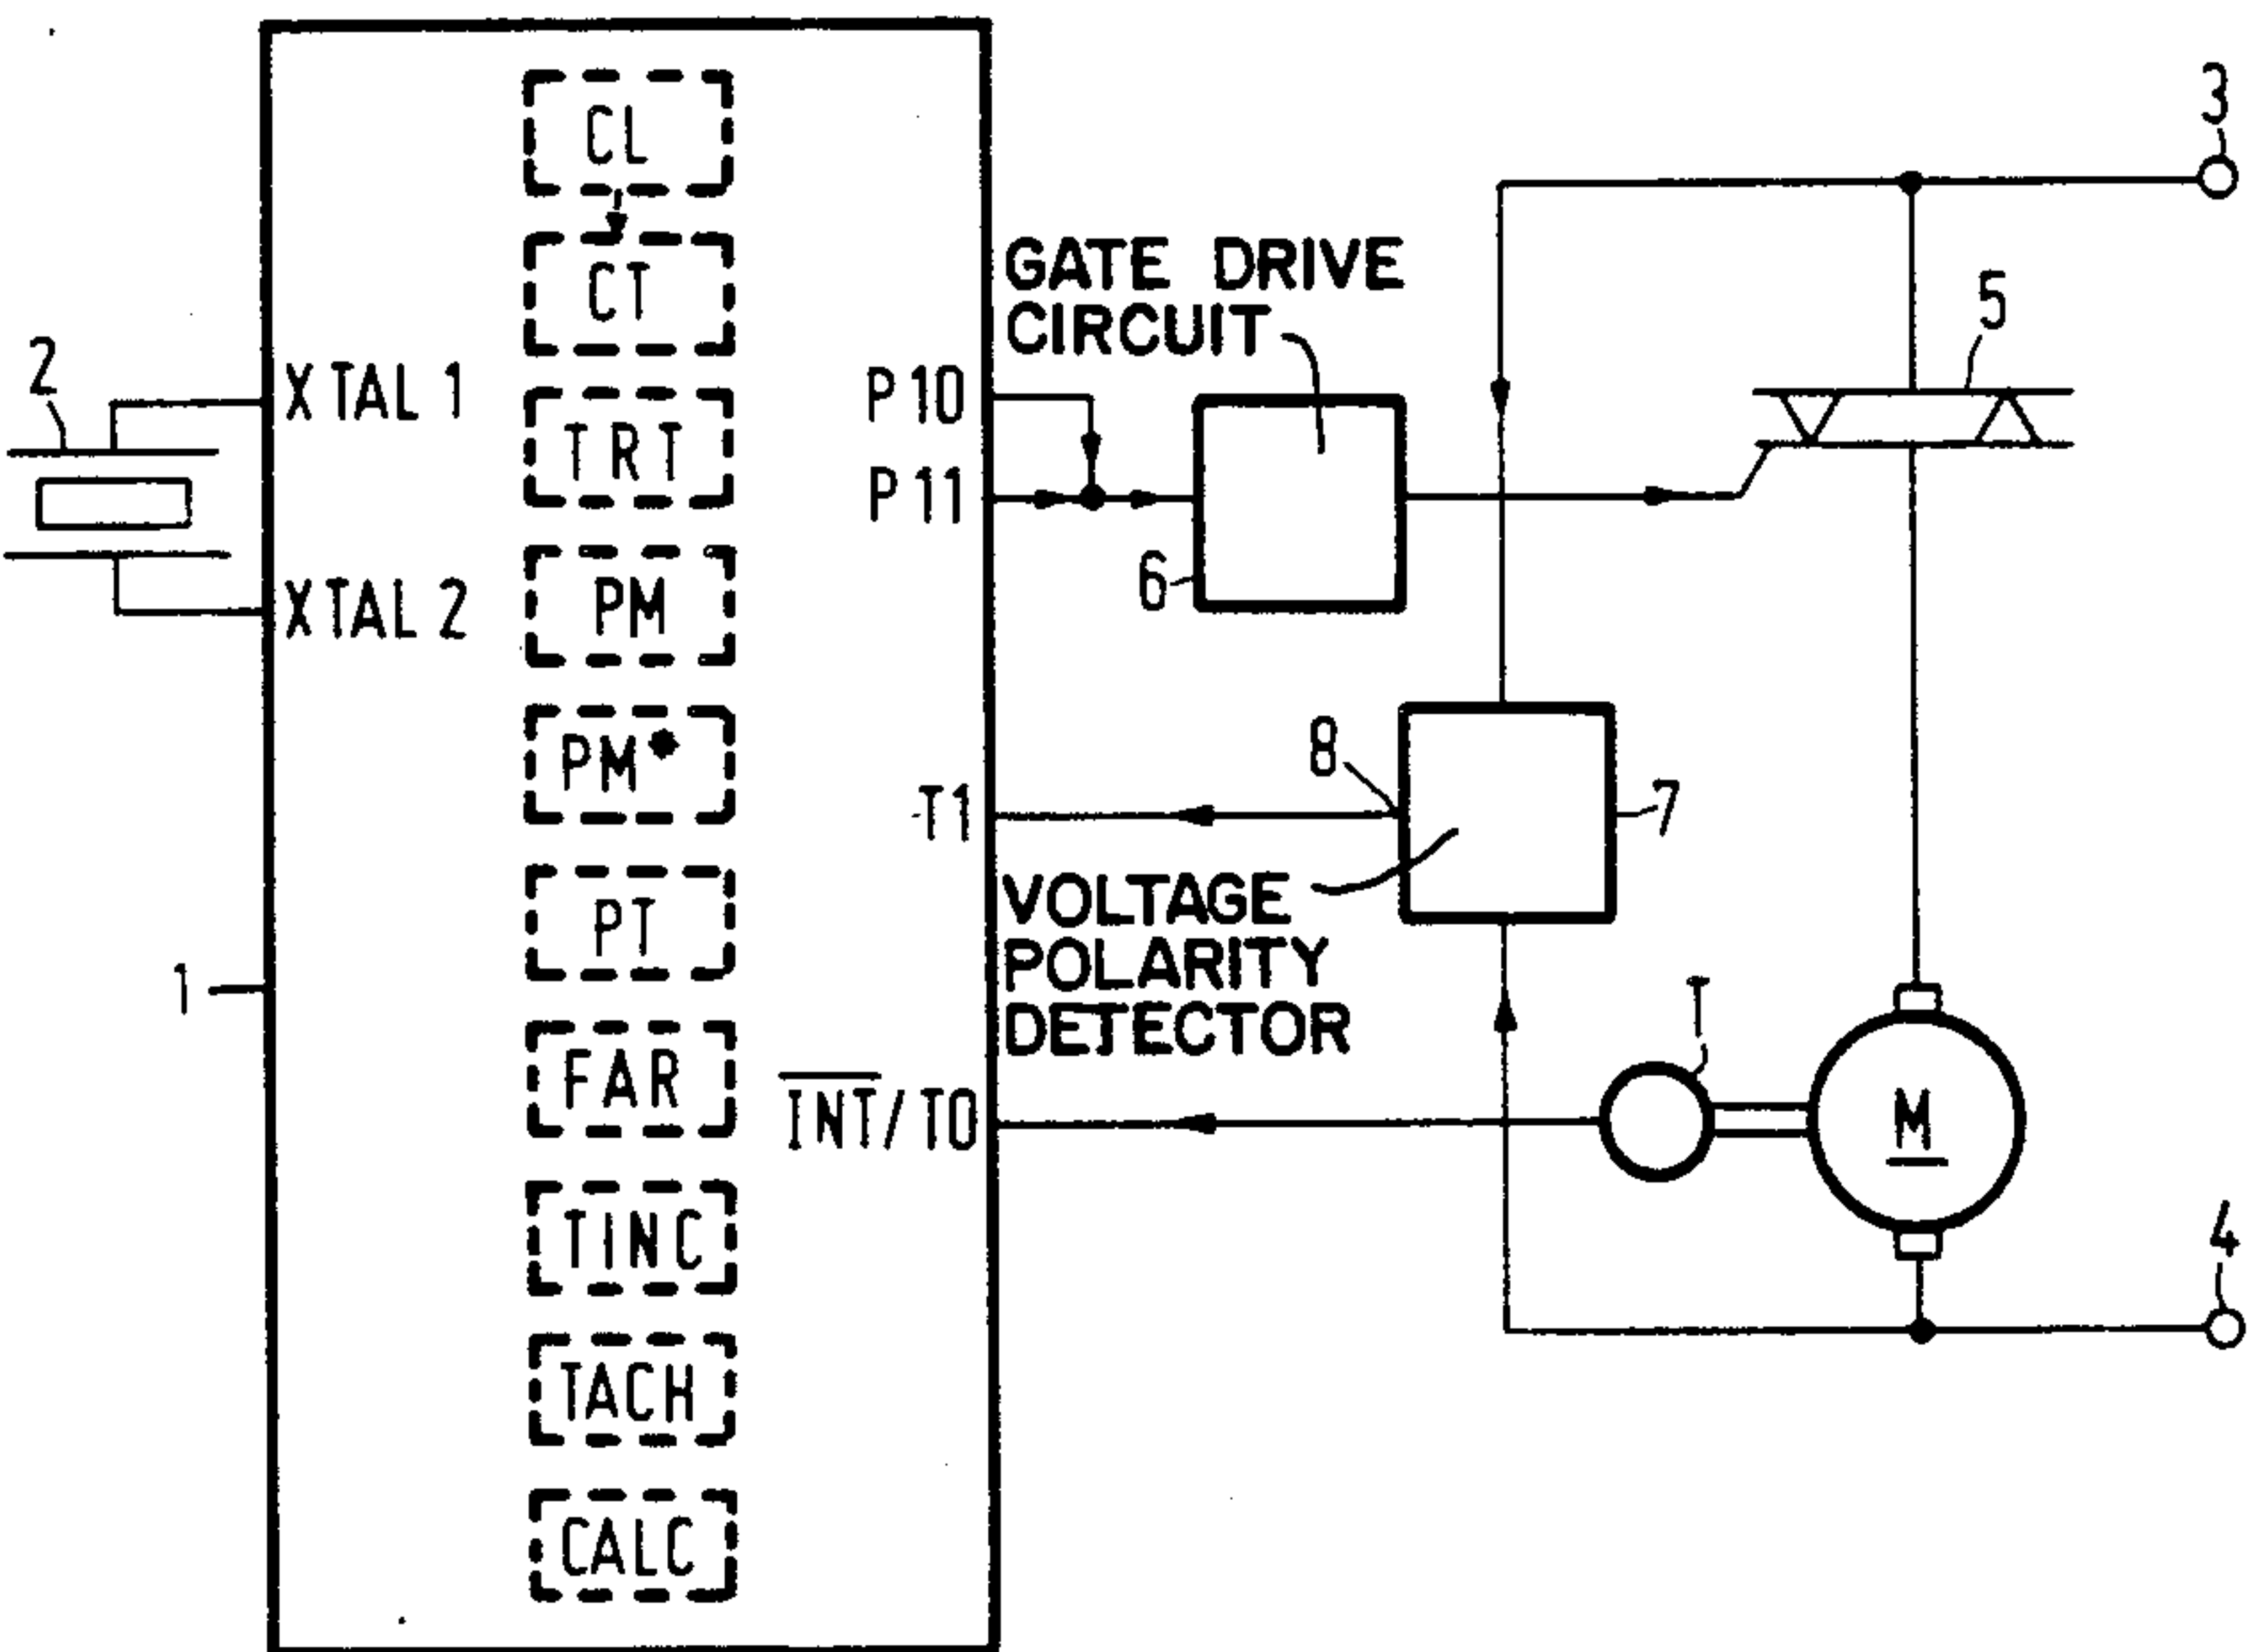 CL
CT
TRT
PM
PM*
PT
FAR
TINC
TACH
CALC
2
XTAL 1
XTAL 2
1
P10
P11
T1
INT/T0
GATE DRIVE
CIRCUIT
6
VOLTAGE
POLARITY
DETECTOR
8
7
3
5
T
M
4